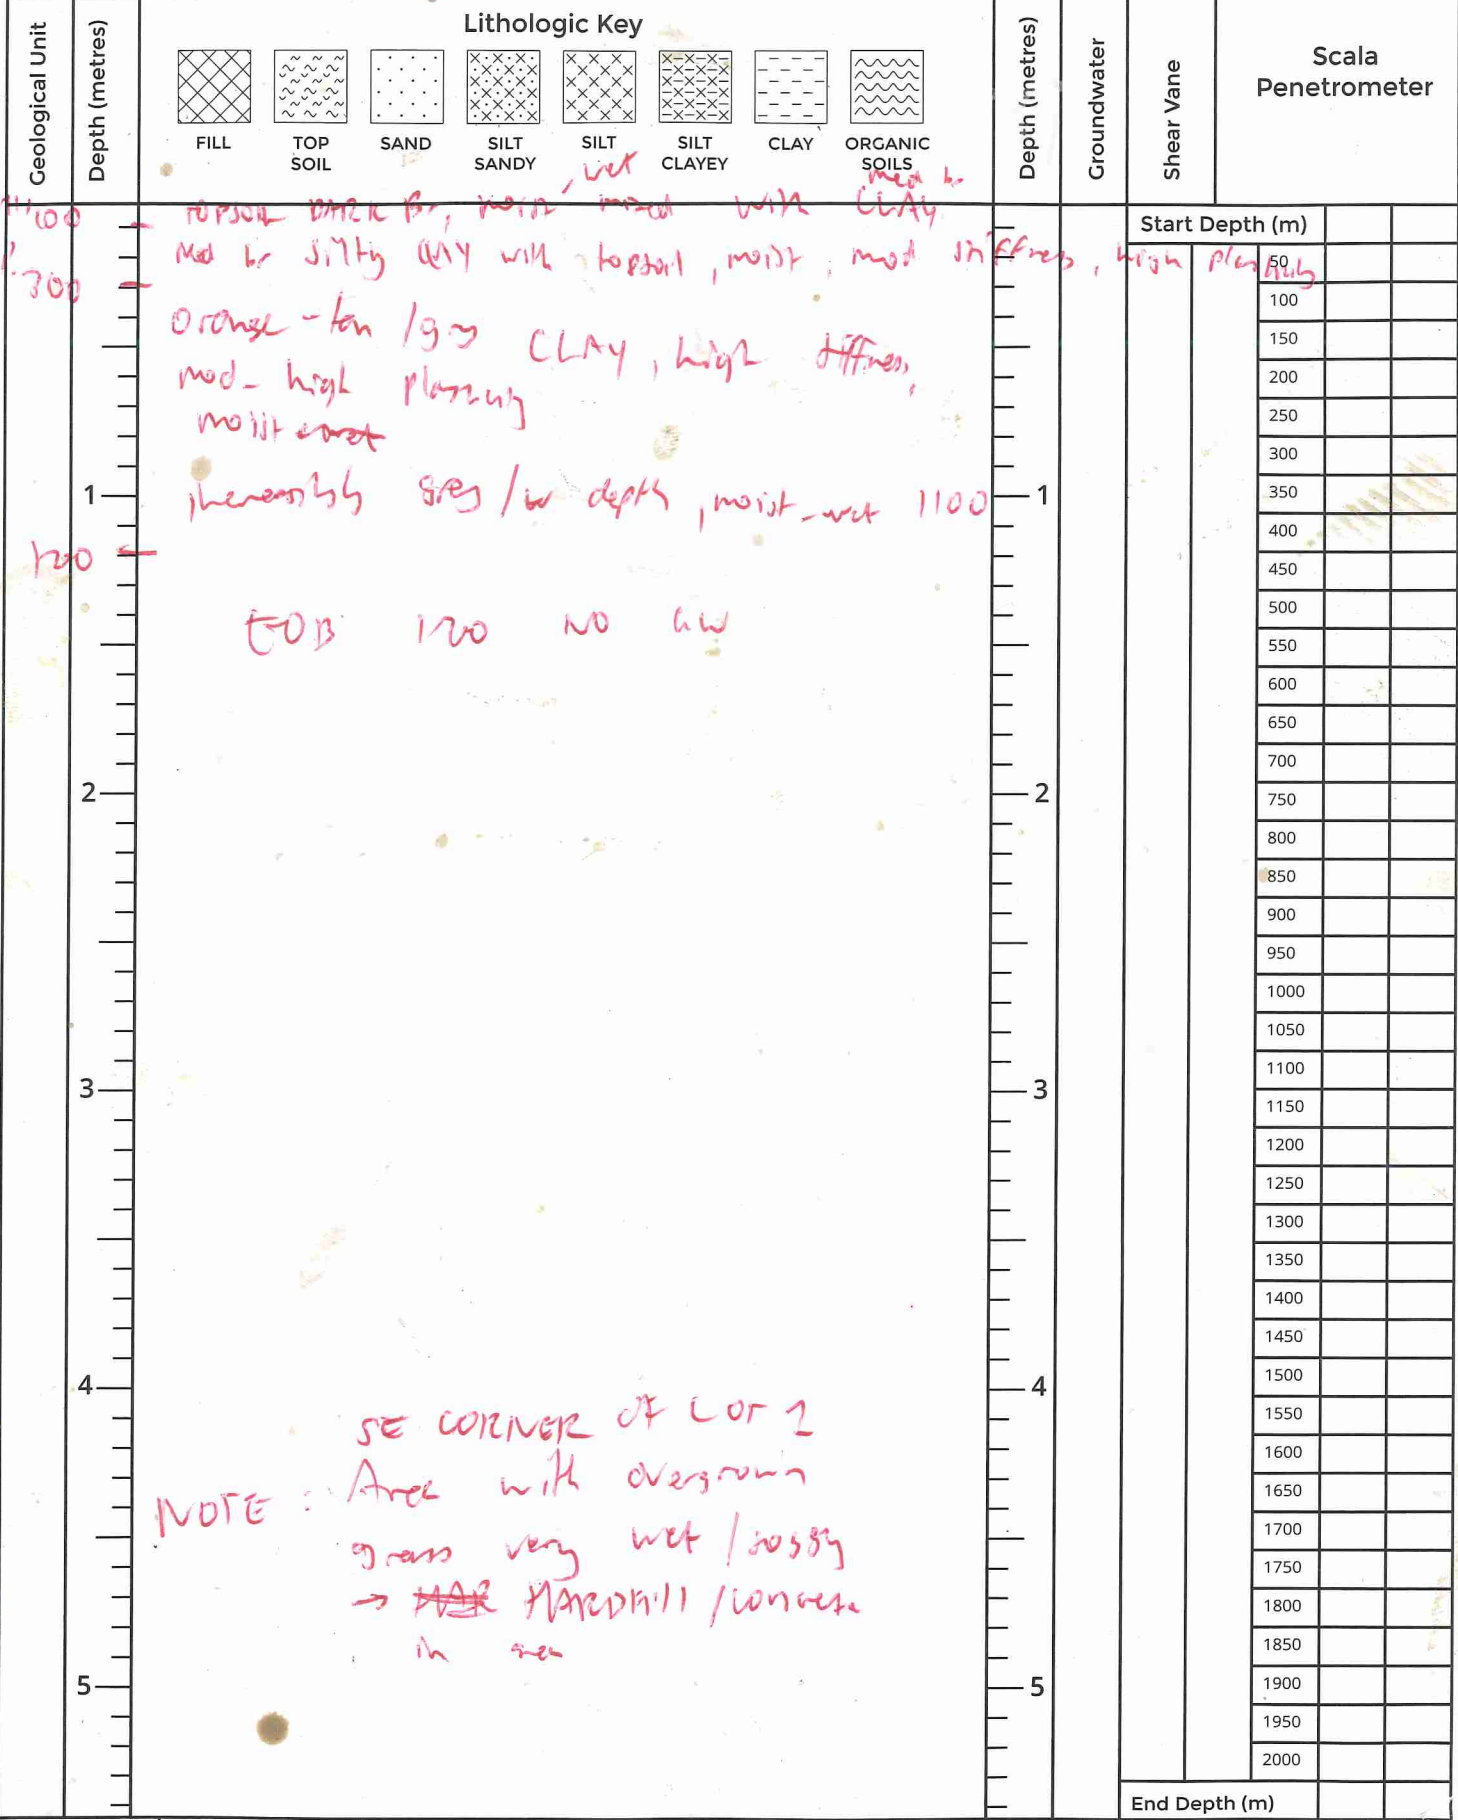 Geological Unit
Depth (metres)
Lithologic Key
FILL
TOP SOIL
SAND
SILT SANDY
SILT
SILT CLAYEY
CLAY
ORGANIC SOILS
Depth (metres)
Groundwater
Shear Vane
Scala Penetrometer
, wet
med br
100 TOPSOIL DARK Br, moist mixed with CLAY
Start Depth (m)
Med br silty CLAY with topsoil, moist, mod stiffness, high plasticity
300
Orange-tan/grey CLAY, high stiffness,
mod-high plasticity
moist
1 increasingly grey /w depth, moist-wet 1100 1
1200
EOB 1200 NO GW
2 2
3 3
4 4
SE CORNER OF LOT 1
NOTE: Area with overgrown
grass very wet/soggy
→ HARDFill/concrete
in area
5 5
50
100
150
200
250
300
350
400
450
500
550
600
650
700
750
800
850
900
950
1000
1050
1100
1150
1200
1250
1300
1350
1400
1450
1500
1550
1600
1650
1700
1750
1800
1850
1900
1950
2000
End Depth (m)